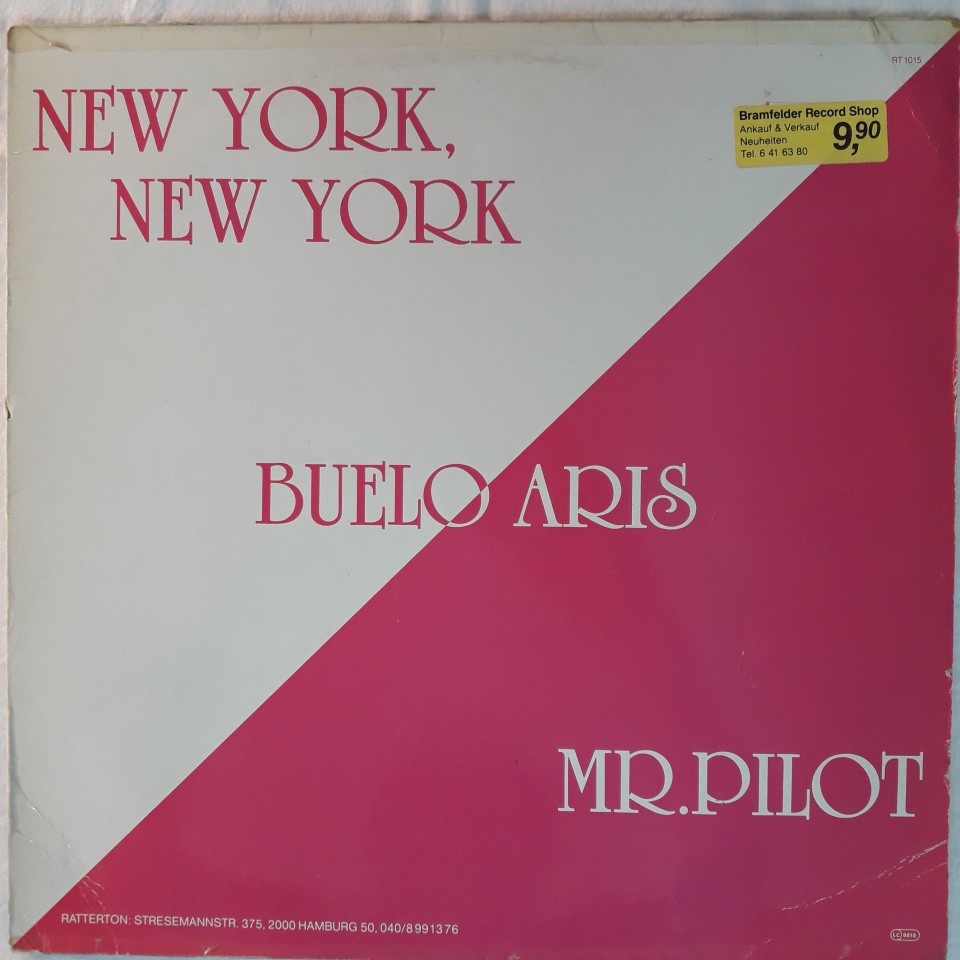 RT 1015
NEW YORK,
NEW YORK
Bramfelder Record Shop
Ankauf & Verkauf
Neuheiten
Tel. 6 41 63 80
9,90
BUELO ARIS
MR.PILOT
RATTERTON: STRESEMANNSTR. 375, 2000 HAMBURG 50, 040/8991376
LC